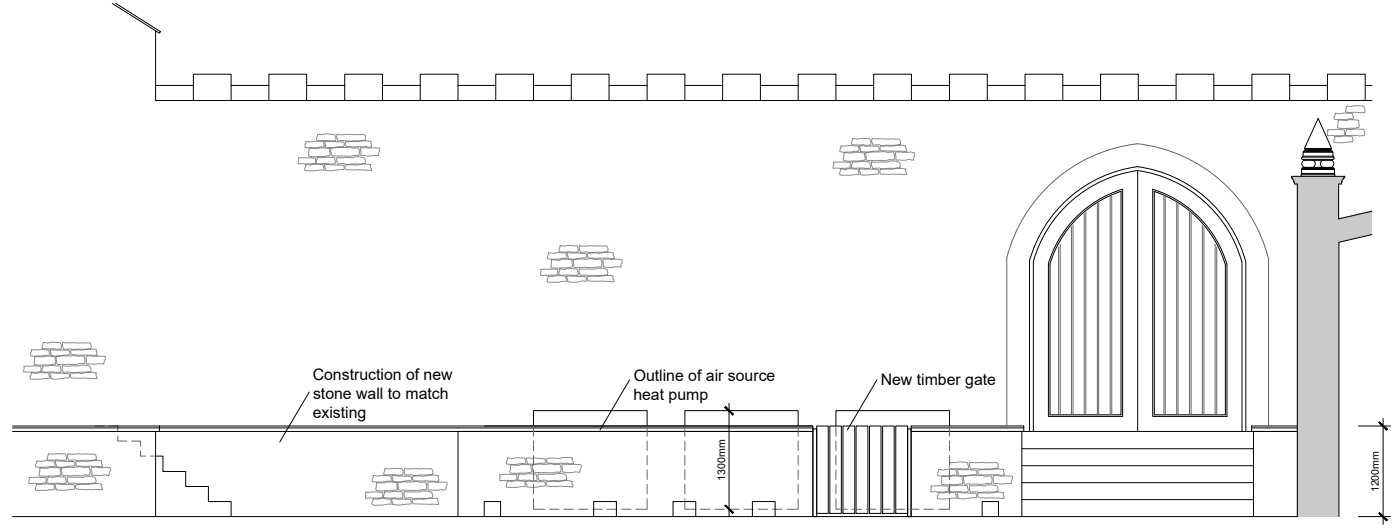 Construction of new
stone wall to match
existing
Outline of air source
heat pump
New timber gate
1300mm
1200mm